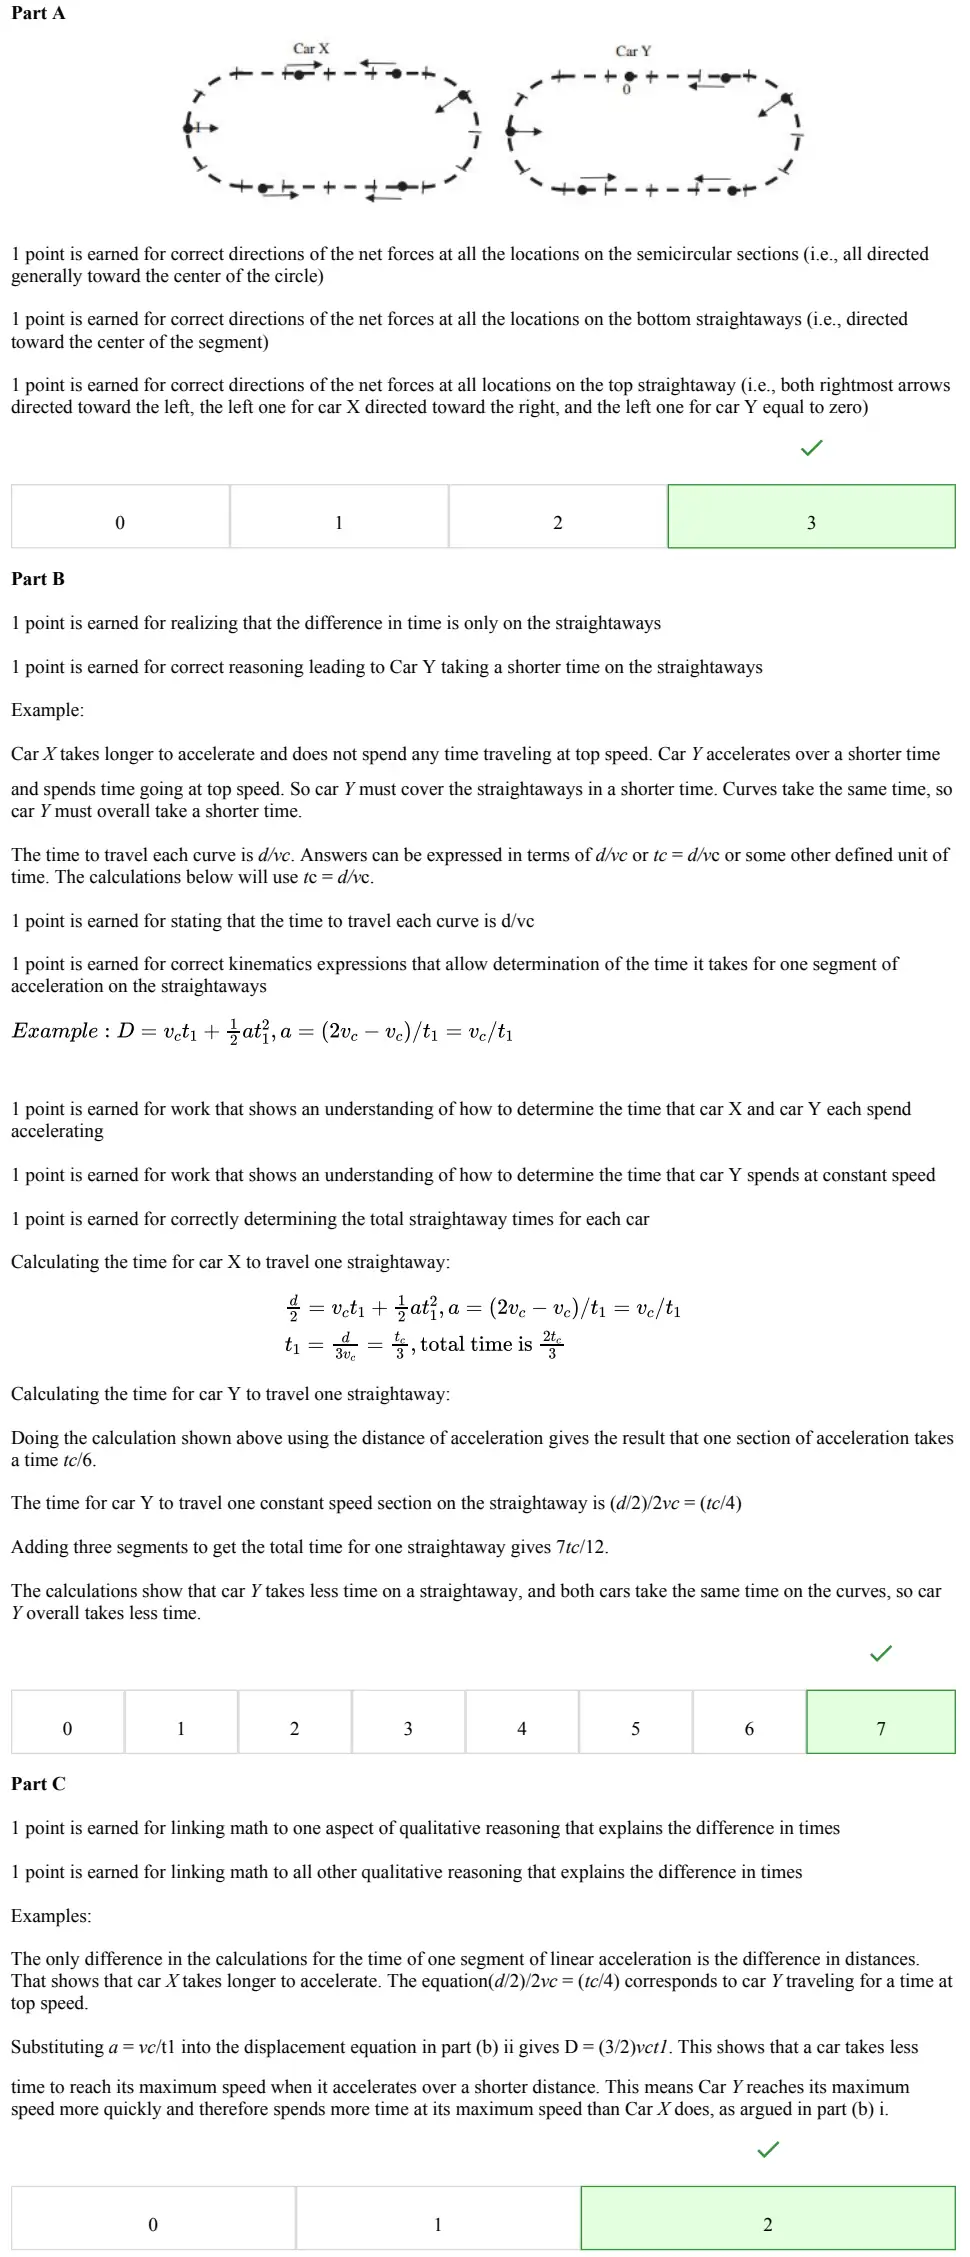 Part A
Car X
Car Y
0
1 point is earned for correct directions of the net forces at all the locations on the semicircular sections (i.e., all directed
generally toward the center of the circle)
1 point is earned for correct directions of the net forces at all the locations on the bottom straightaways (i.e., directed
toward the center of the segment)
1 point is earned for correct directions of the net forces at all locations on the top straightaway (i.e., both rightmost arrows
directed toward the left, the left one for car X directed toward the right, and the left one for car Y equal to zero)
0 1 2 3
Part B
1 point is earned for realizing that the difference in time is only on the straightaways
1 point is earned for correct reasoning leading to Car Y taking a shorter time on the straightaways
Example:
Car X takes longer to accelerate and does not spend any time traveling at top speed. Car Y accelerates over a shorter time
and spends time going at top speed. So car Y must cover the straightaways in a shorter time. Curves take the same time, so
car Y must overall take a shorter time.
The time to travel each curve is d/vc. Answers can be expressed in terms of d/vc or tc = d/vc or some other defined unit of
time. The calculations below will use tc = d/vc.
1 point is earned for stating that the time to travel each curve is d/vc
1 point is earned for correct kinematics expressions that allow determination of the time it takes for one segment of
acceleration on the straightaways
Example : D = v_c t_1 + \frac{1}{2} a t_1^2, a = (2v_c − v_c)/t_1 = v_c/t_1
1 point is earned for work that shows an understanding of how to determine the time that car X and car Y each spend
accelerating
1 point is earned for work that shows an understanding of how to determine the time that car Y spends at constant speed
1 point is earned for correctly determining the total straightaway times for each car
Calculating the time for car X to travel one straightaway:
\frac{d}{2} = v_c t_1 + \frac{1}{2} a t_1^2, a = (2v_c − v_c)/t_1 = v_c/t_1
t_1 = \frac{d}{3v_c} = \frac{t_c}{3}, total time is \frac{2t_c}{3}
Calculating the time for car Y to travel one straightaway:
Doing the calculation shown above using the distance of acceleration gives the result that one section of acceleration takes
a time tc/6.
The time for car Y to travel one constant speed section on the straightaway is (d/2)/2vc = (tc/4)
Adding three segments to get the total time for one straightaway gives 7tc/12.
The calculations show that car Y takes less time on a straightaway, and both cars take the same time on the curves, so car
Y overall takes less time.
0 1 2 3 4 5 6 7
Part C
1 point is earned for linking math to one aspect of qualitative reasoning that explains the difference in times
1 point is earned for linking math to all other qualitative reasoning that explains the difference in times
Examples:
The only difference in the calculations for the time of one segment of linear acceleration is the difference in distances.
That shows that car X takes longer to accelerate. The equation(d/2)/2vc = (tc/4) corresponds to car Y traveling for a time at
top speed.
Substituting a = vc/t1 into the displacement equation in part (b) ii gives D = (3/2)vct1. This shows that a car takes less
time to reach its maximum speed when it accelerates over a shorter distance. This means Car Y reaches its maximum
speed more quickly and therefore spends more time at its maximum speed than Car X does, as argued in part (b) i.
0 1 2